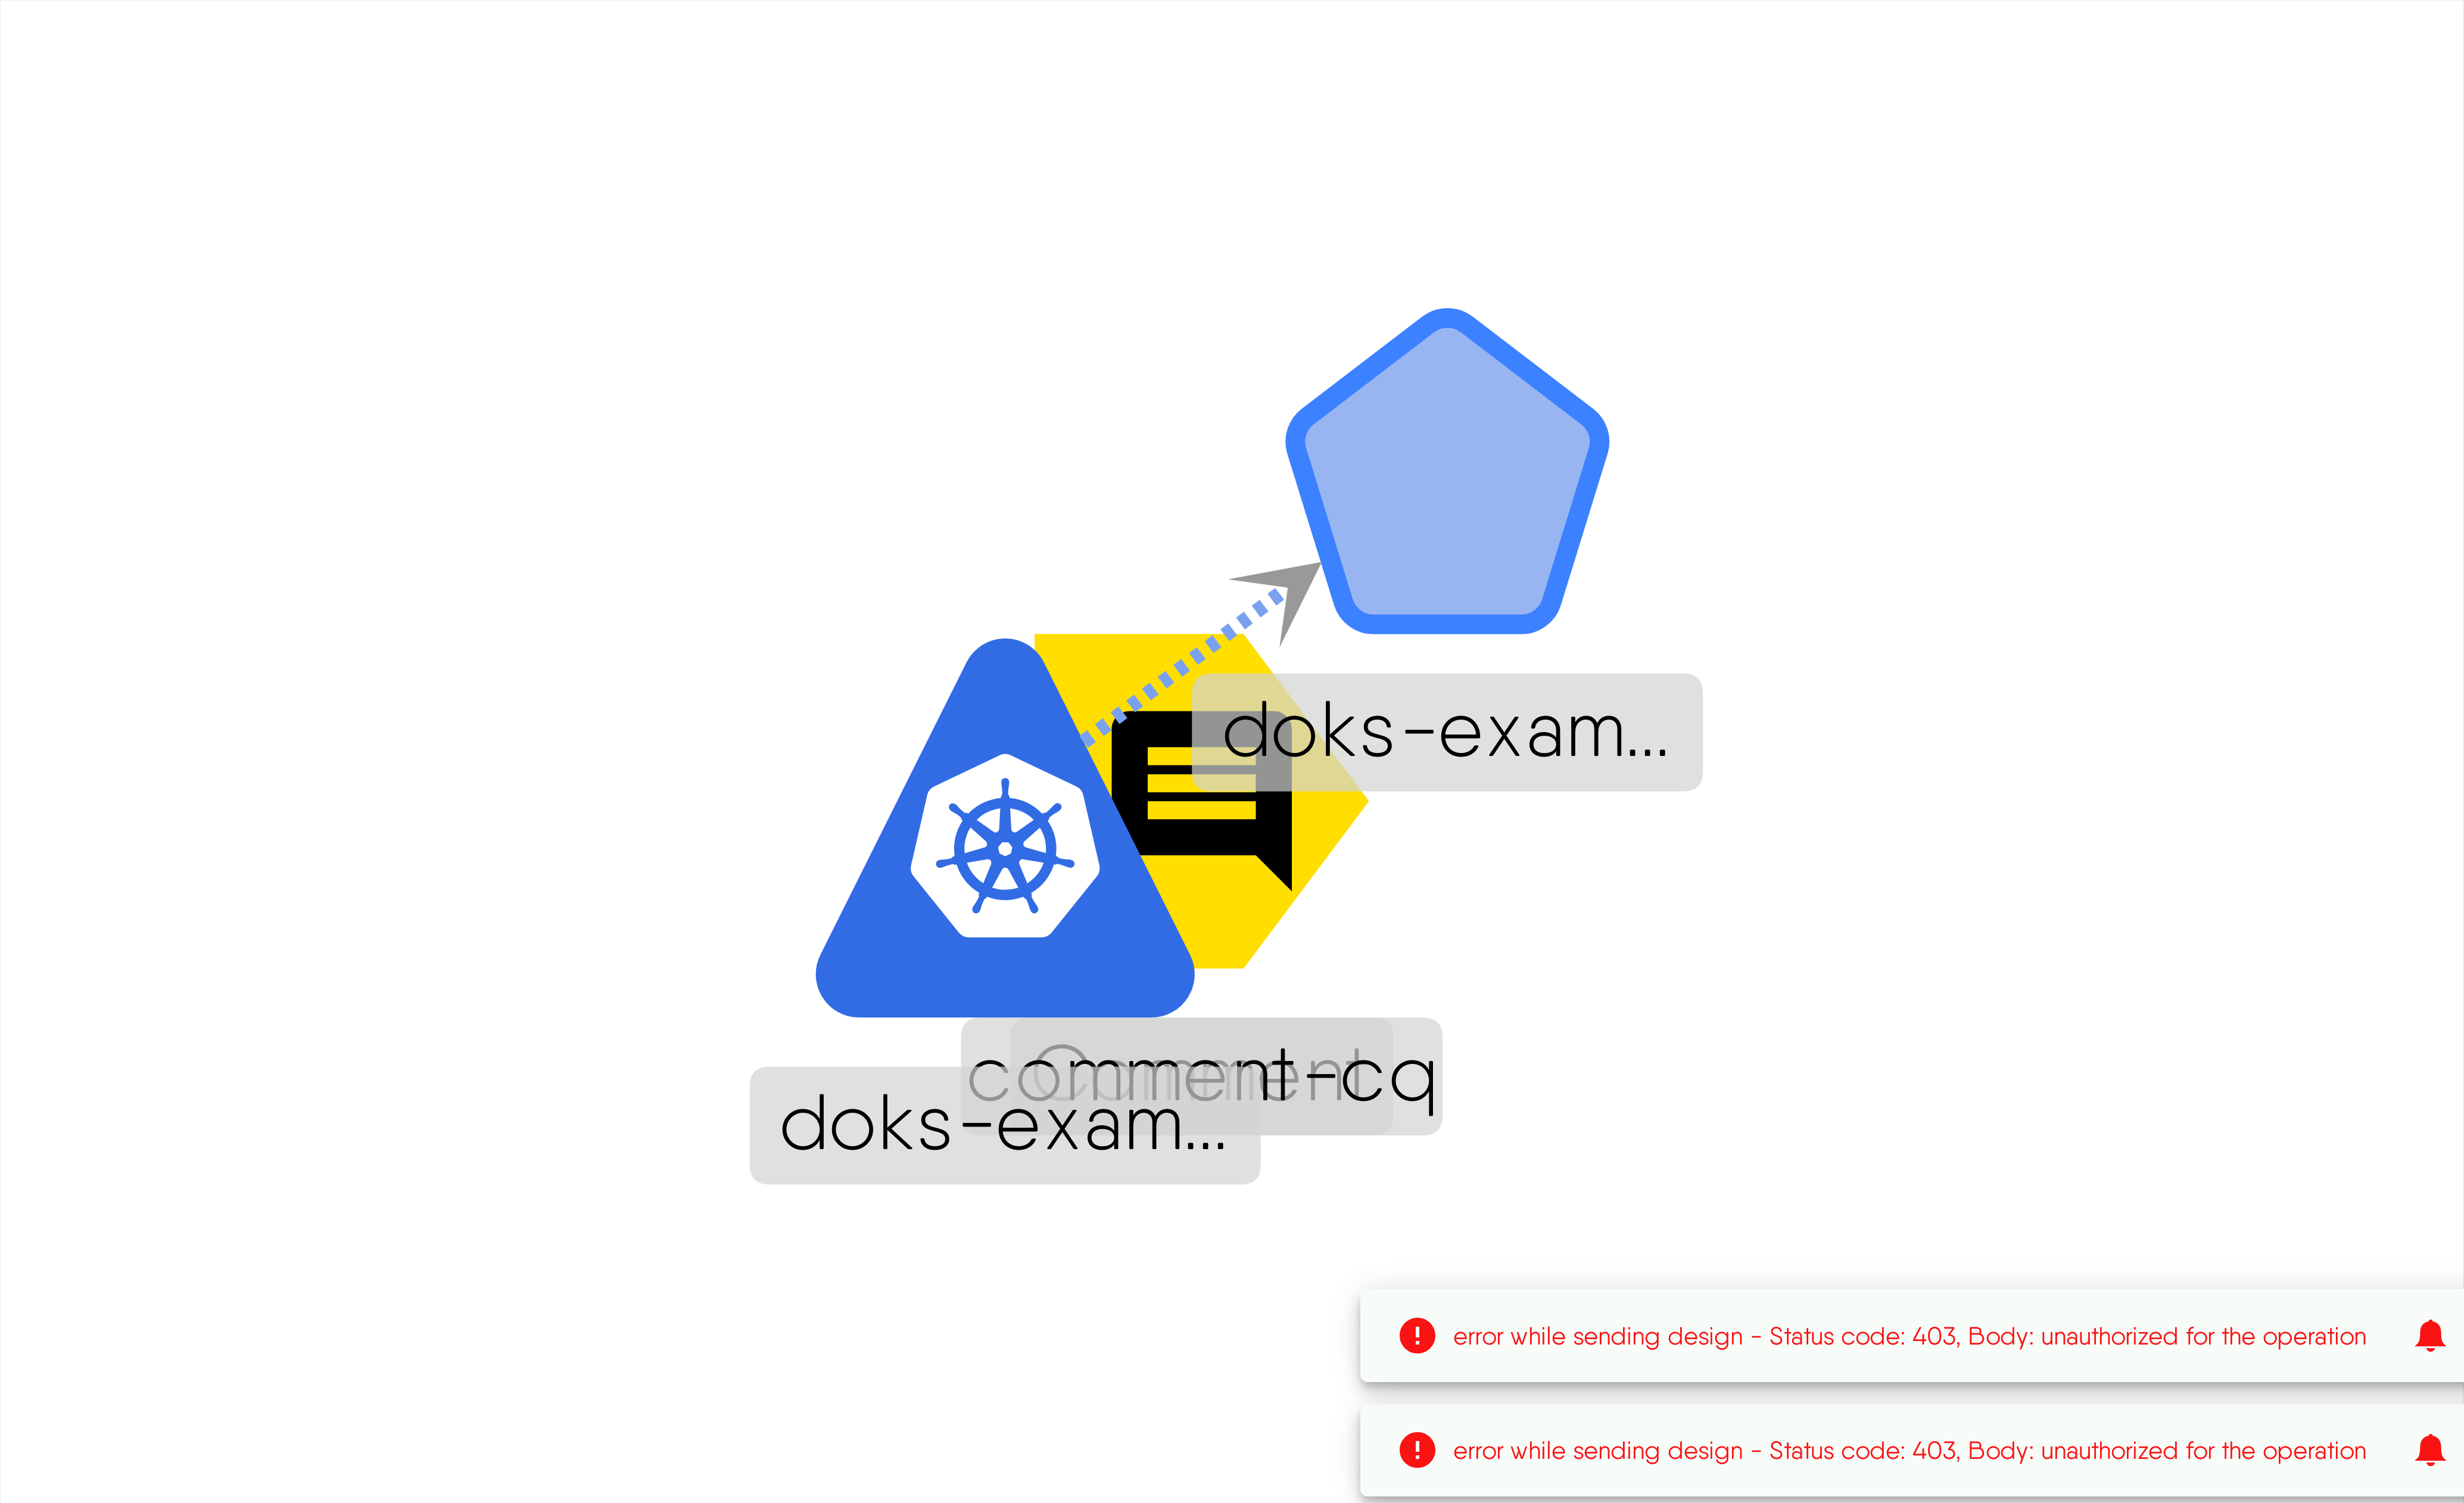 doks-exam...
comment-cq
Comment
doks-exam...
error while sending design - Status code: 403, Body: unauthorized for the operation
error while sending design - Status code: 403, Body: unauthorized for the operation